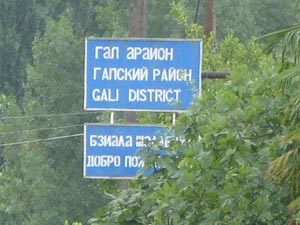 ГАЛ АРАИОН
ГАЛСКИЙ РАЙОН
GALI DISTRICT
БЗИАЛА
ДОБРО